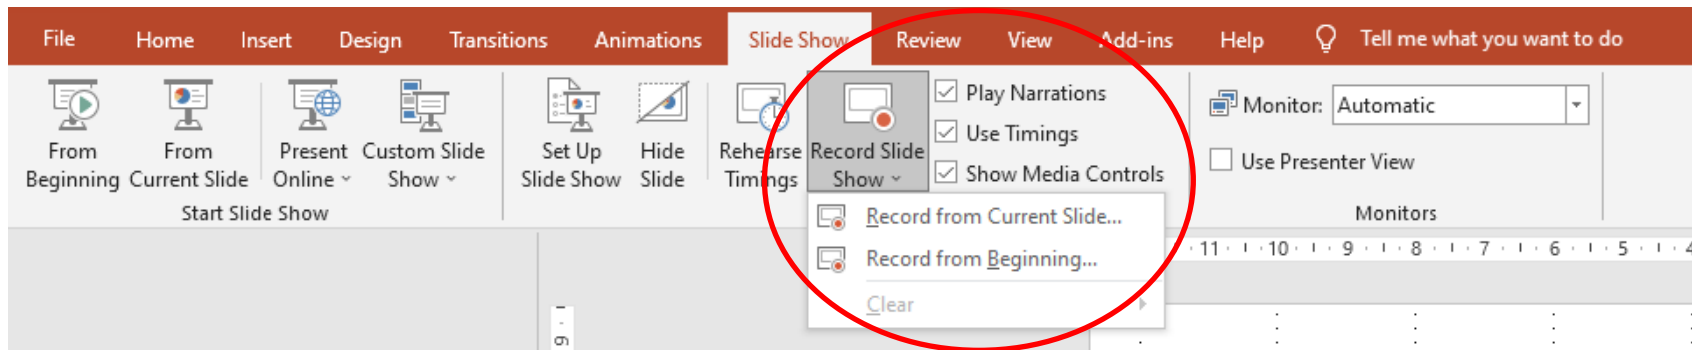 File Home Insert Design Transitions Animations Slide Show Review View Add-ins Help Tell me what you want to do
From Beginning
From Current Slide
Present Online
Custom Slide Show
Start Slide Show
Set Up Slide Show
Hide Slide
Rehearse Timings
Record Slide Show
Play Narrations
Use Timings
Show Media Controls
Monitor: Automatic
Use Presenter View
Monitors
Record from Current Slide...
Record from Beginning...
Clear
11 10 9 8 7 6 5 4
9